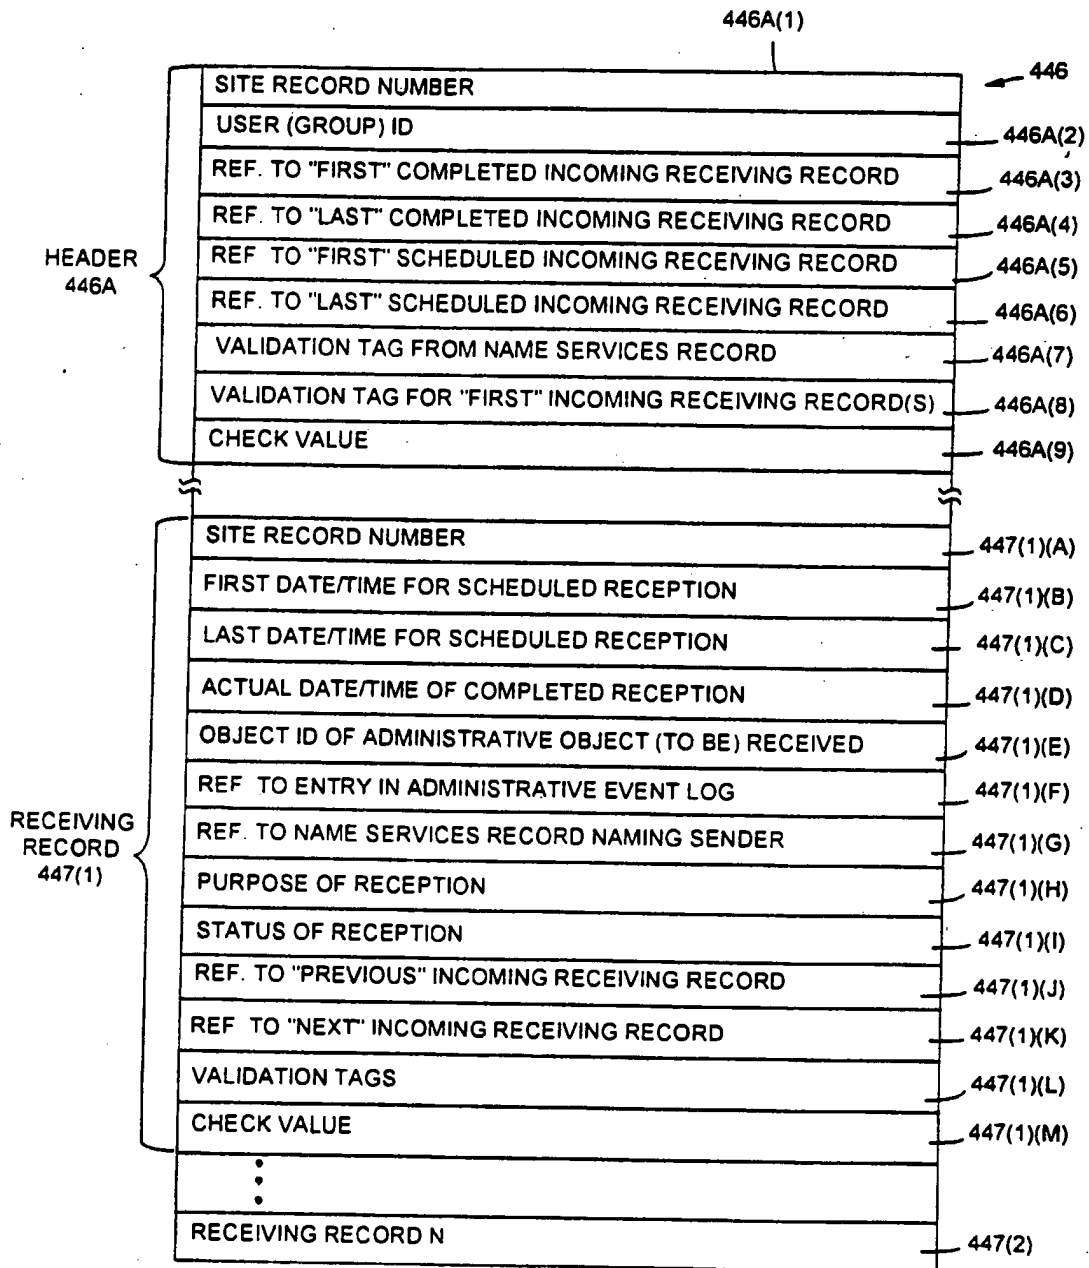 446A(1)
446
SITE RECORD NUMBER
USER (GROUP) ID
446A(2)
REF. TO "FIRST" COMPLETED INCOMING RECEIVING RECORD
446A(3)
REF. TO "LAST" COMPLETED INCOMING RECEIVING RECORD
446A(4)
REF TO "FIRST" SCHEDULED INCOMING RECEIVING RECORD
446A(5)
REF. TO "LAST" SCHEDULED INCOMING RECEIVING RECORD
446A(6)
VALIDATION TAG FROM NAME SERVICES RECORD
446A(7)
VALIDATION TAG FOR "FIRST" INCOMING RECEIVING RECORD(S)
446A(8)
CHECK VALUE
446A(9)
HEADER
446A
SITE RECORD NUMBER
447(1)(A)
FIRST DATE/TIME FOR SCHEDULED RECEPTION
447(1)(B)
LAST DATE/TIME FOR SCHEDULED RECEPTION
447(1)(C)
ACTUAL DATE/TIME OF COMPLETED RECEPTION
447(1)(D)
OBJECT ID OF ADMINISTRATIVE OBJECT (TO BE) RECEIVED
447(1)(E)
REF TO ENTRY IN ADMINISTRATIVE EVENT LOG
447(1)(F)
REF. TO NAME SERVICES RECORD NAMING SENDER
447(1)(G)
PURPOSE OF RECEPTION
447(1)(H)
STATUS OF RECEPTION
447(1)(I)
REF. TO "PREVIOUS" INCOMING RECEIVING RECORD
447(1)(J)
REF TO "NEXT" INCOMING RECEIVING RECORD
447(1)(K)
VALIDATION TAGS
447(1)(L)
CHECK VALUE
447(1)(M)
RECEIVING
RECORD
447(1)
RECEIVING RECORD N
447(2)